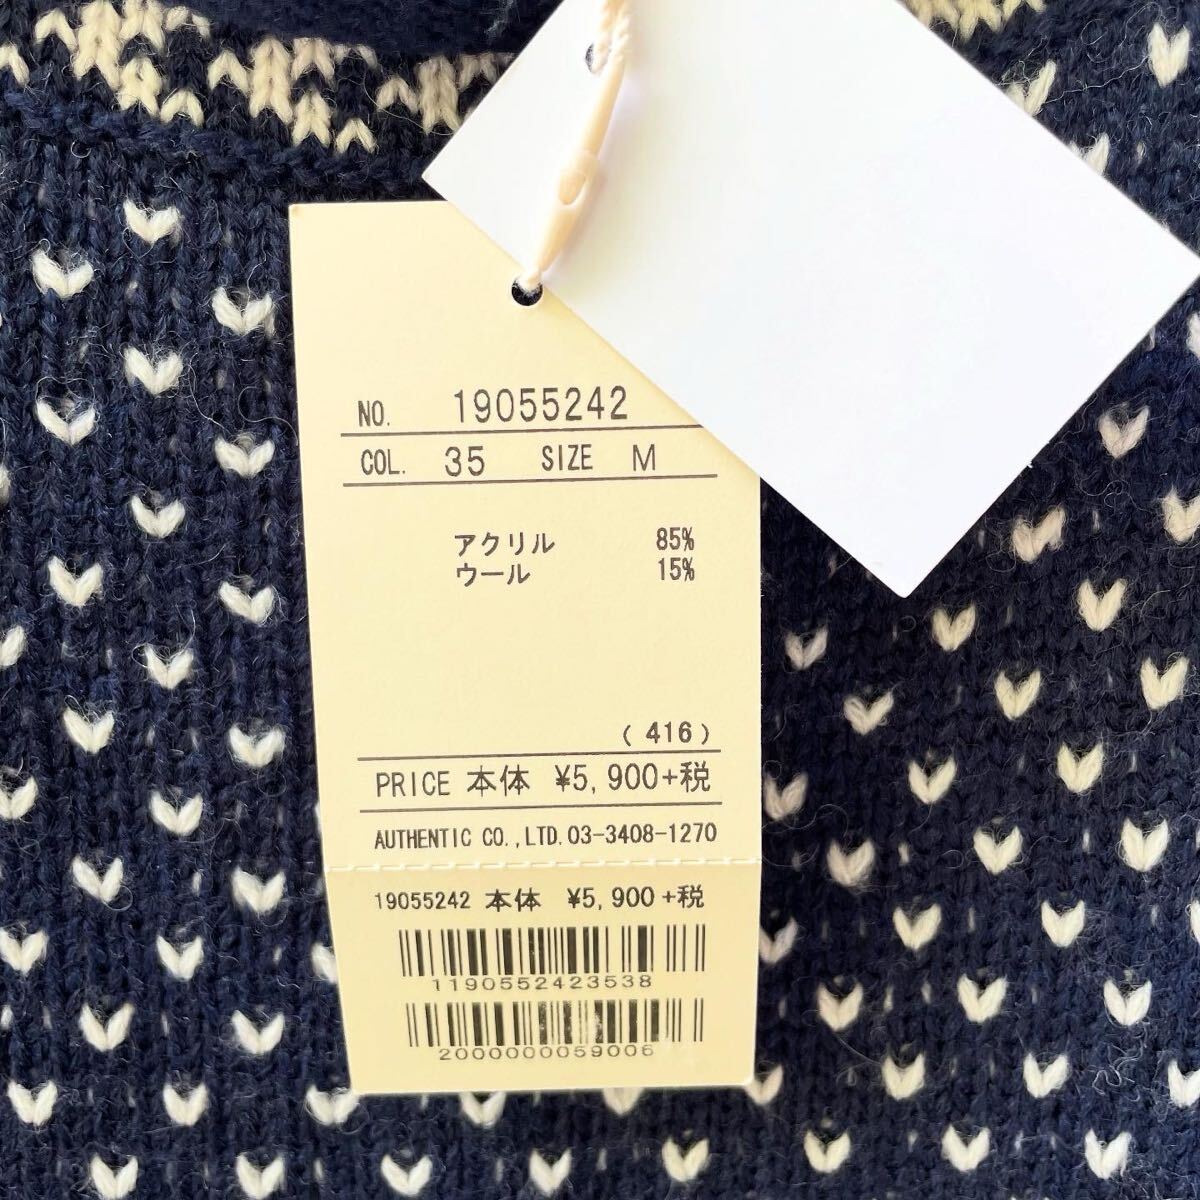 NO. 19055242
COL. 35 SIZE M
アクリル 85%
ウール 15%
(416)
PRICE 本体 ¥5,900+税
AUTHENTIC CO.,LTD.03-3408-1270
19055242 本体 ¥5,900+税
1190552423538
2000000059006